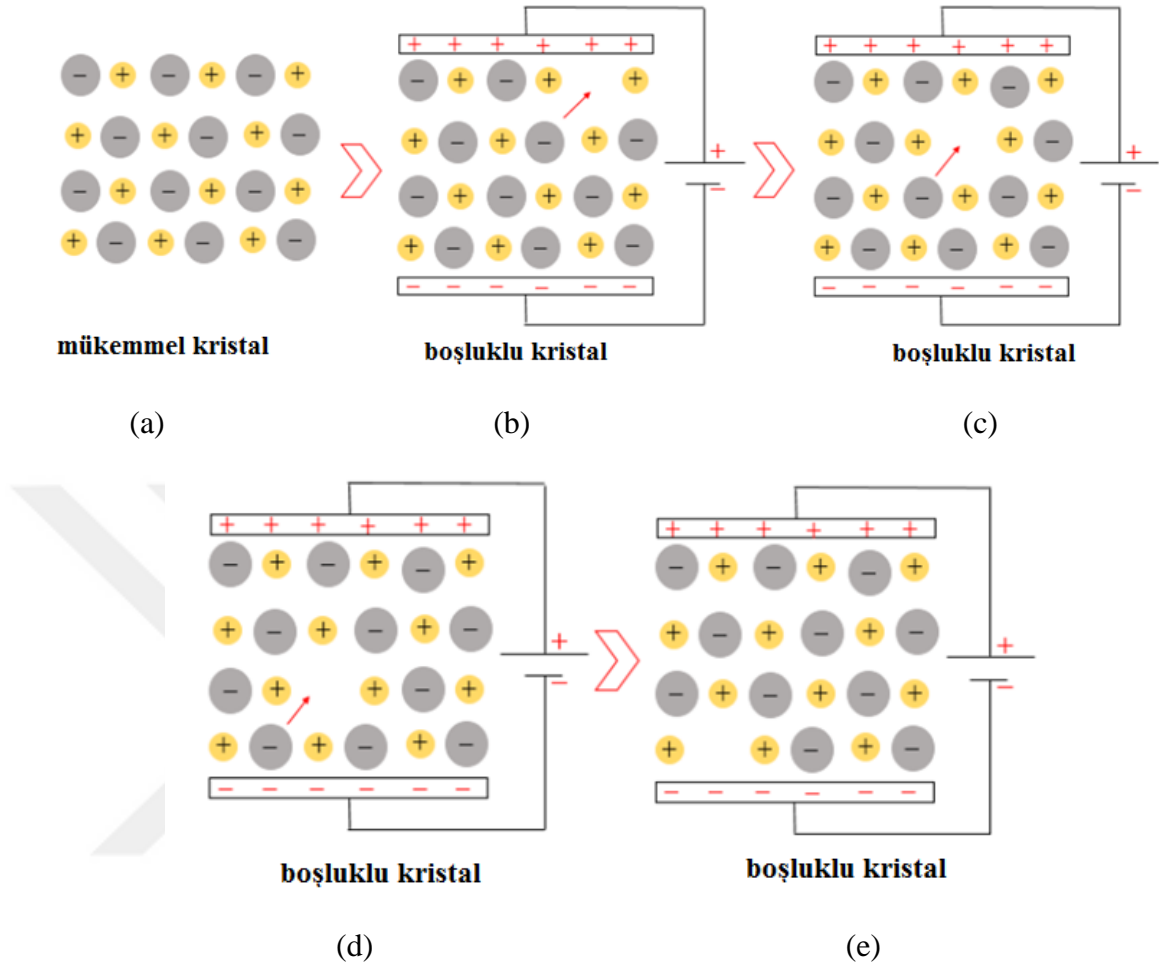 mükemmel kristal
boşluklu kristal
boşluklu kristal
(a)
(b)
(c)
boşluklu kristal
boşluklu kristal
(d)
(e)